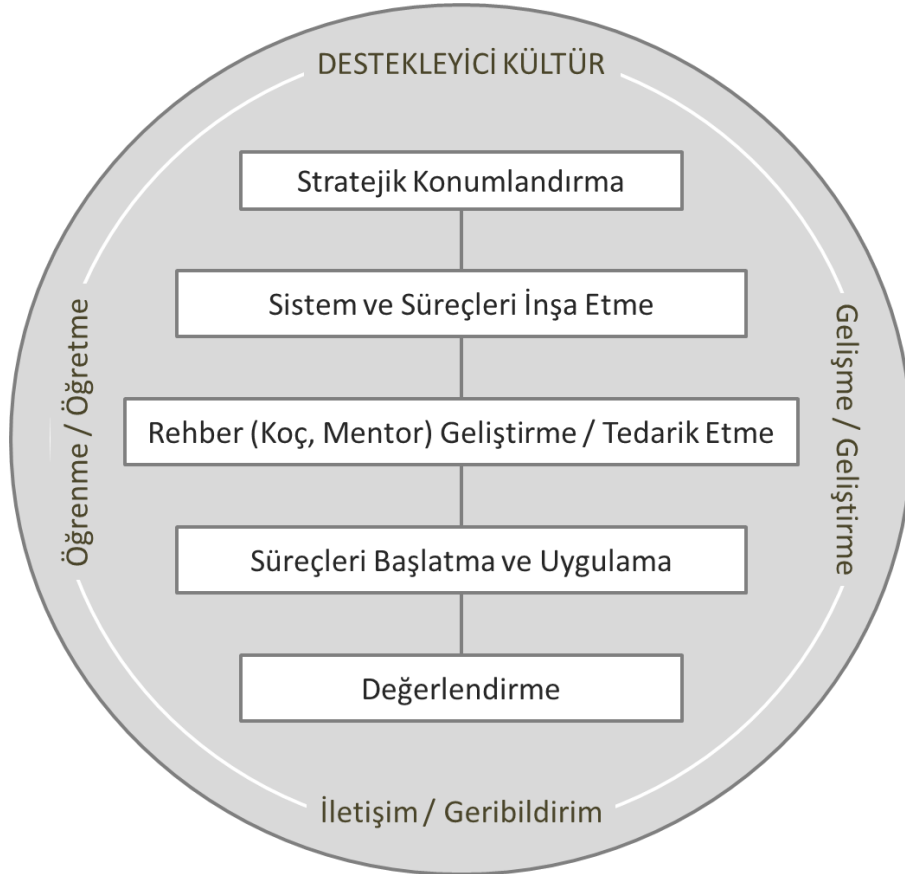 DESTEKLEYİCİ KÜLTÜR
Stratejik Konumlandırma
Sistem ve Süreçleri İnşa Etme
Rehber (Koç, Mentor) Geliştirme / Tedarik Etme
Süreçleri Başlatma ve Uygulama
Değerlendirme
Öğrenme / Öğretme
Gelişme / Geliştirme
İletişim / Geribildirim